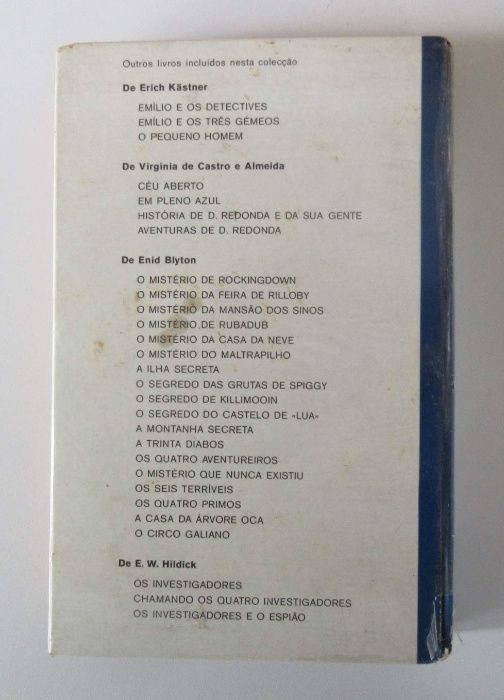 Outros livros incluídos nesta colecção
De Erich Kästner
EMÍLIO E OS DETECTIVES
EMÍLIO E OS TRÊS GÉMEOS
O PEQUENO HOMEM
De Virgínia de Castro e Almeida
CÉU ABERTO
EM PLENO AZUL
HISTÓRIA DE D. REDONDA E DA SUA GENTE
AVENTURAS DE D. REDONDA
De Enid Blyton
O MISTÉRIO DE ROCKINGDOWN
O MISTÉRIO DA FEIRA DE RILLOBY
O MISTÉRIO DA MANSÃO DOS SINOS
O MISTÉRIO DE RUBADUB
O MISTÉRIO DA CASA DA NEVE
O MISTÉRIO DO MALTRAPILHO
A ILHA SECRETA
O SEGREDO DAS GRUTAS DE SPIGGY
O SEGREDO DE KILLIMOOIN
O SEGREDO DO CASTELO DE «LUA»
A MONTANHA SECRETA
A TRINTA DIABOS
OS QUATRO AVENTUREIROS
O MISTÉRIO QUE NUNCA EXISTIU
OS SEIS TERRÍVEIS
OS QUATRO PRIMOS
A CASA DA ÁRVORE OCA
O CIRCO GALIANO
De E. W. Hildick
OS INVESTIGADORES
CHAMANDO OS QUATRO INVESTIGADORES
OS INVESTIGADORES E O ESPIÃO